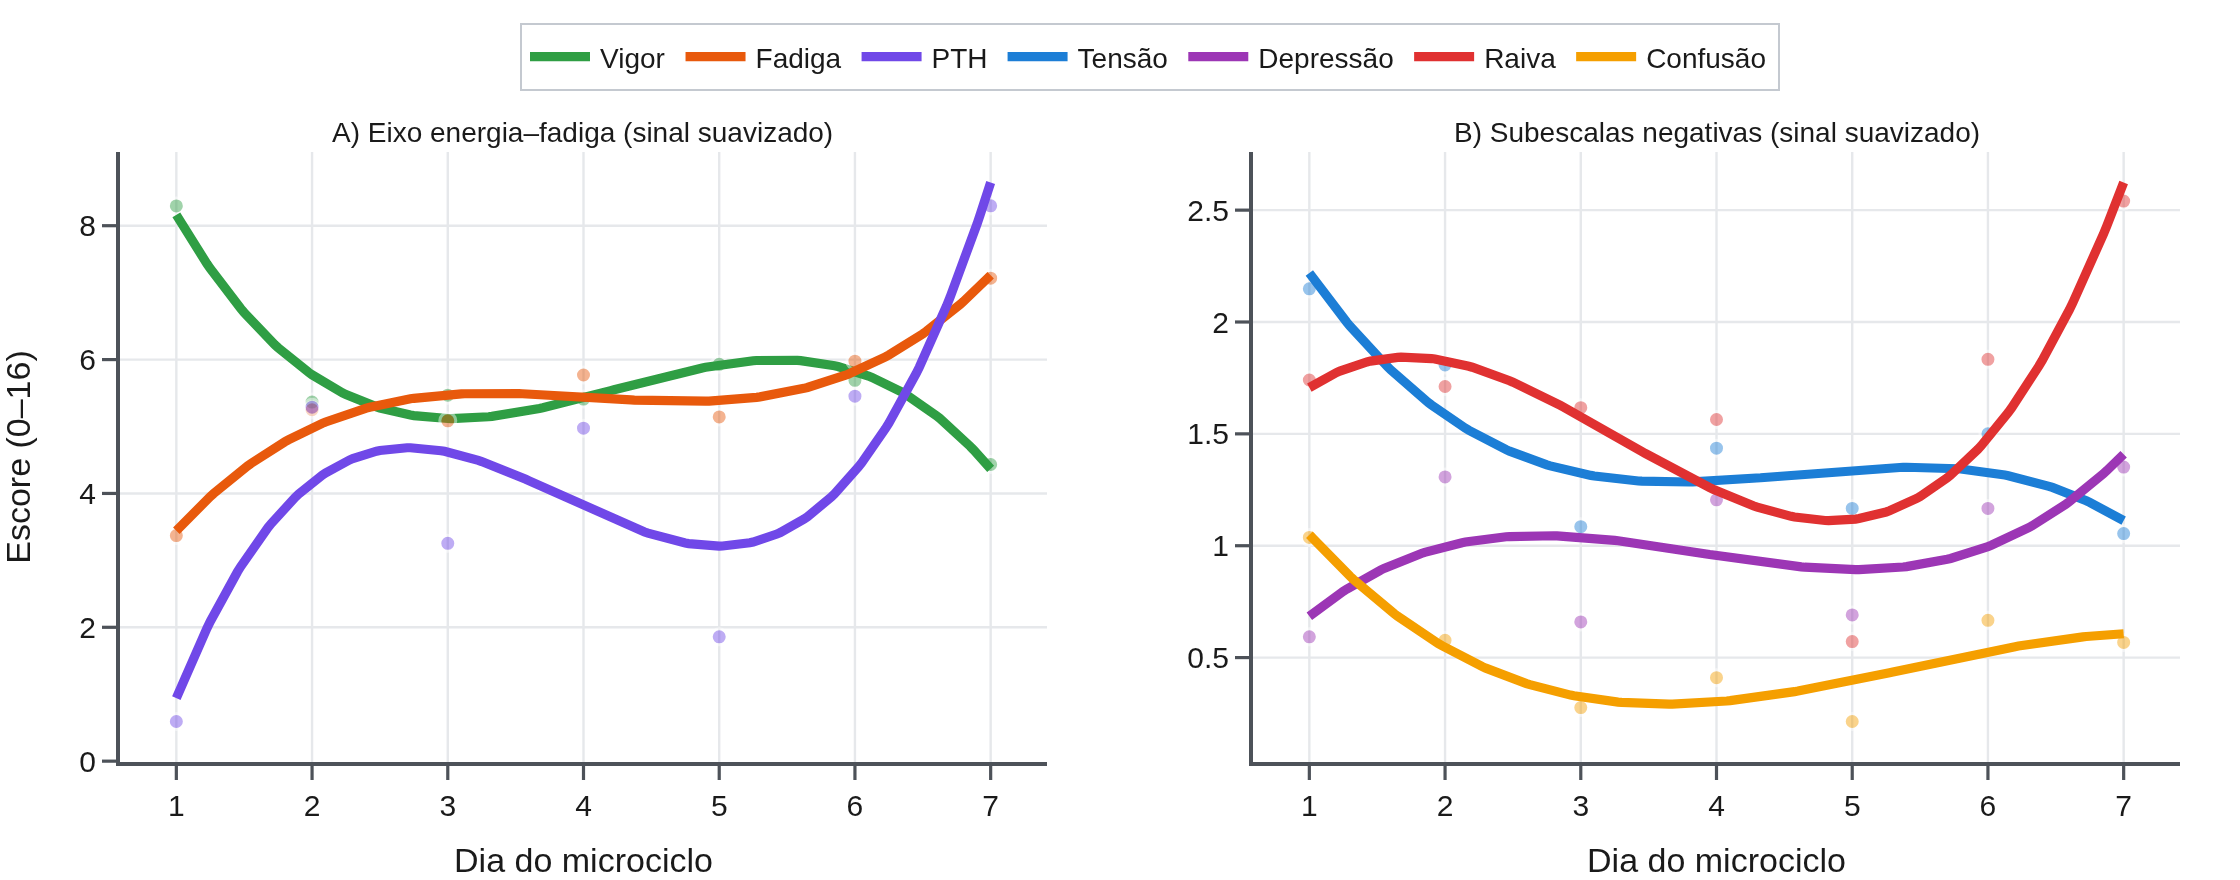 Vigor Fadiga PTH Tensão Depressão Raiva Confusão
A) Eixo energia–fadiga (sinal suavizado)
Escore (0–16)
8
6
4
2
0
1 2 3 4 5 6 7
Dia do microciclo
B) Subescalas negativas (sinal suavizado)
2.5
2
1.5
1
0.5
1 2 3 4 5 6 7
Dia do microciclo